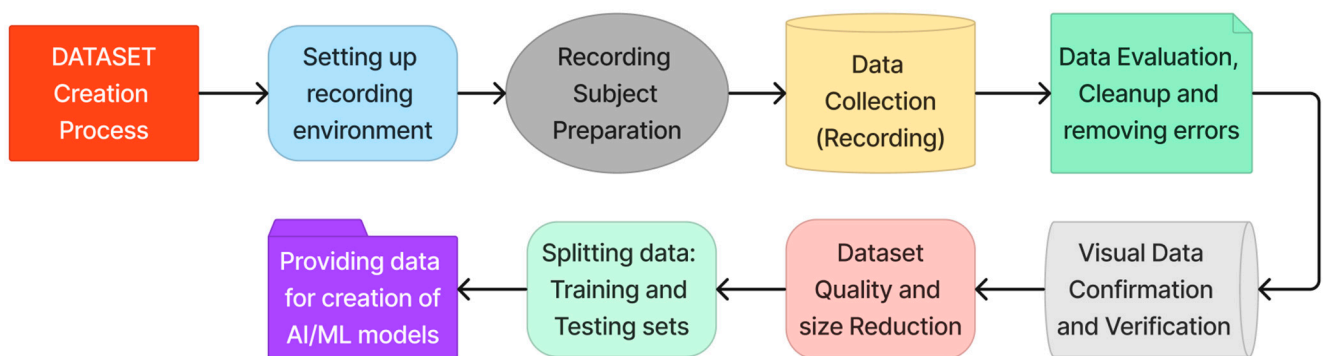 DATASET
Creation
Process
Setting up
recording
environment
Recording
Subject
Preparation
Data
Collection
(Recording)
Data Evaluation,
Cleanup and
removing errors
Visual Data
Confirmation
and Verification
Dataset
Quality and
size Reduction
Splitting data:
Training and
Testing sets
Providing data
for creation of
AI/ML models